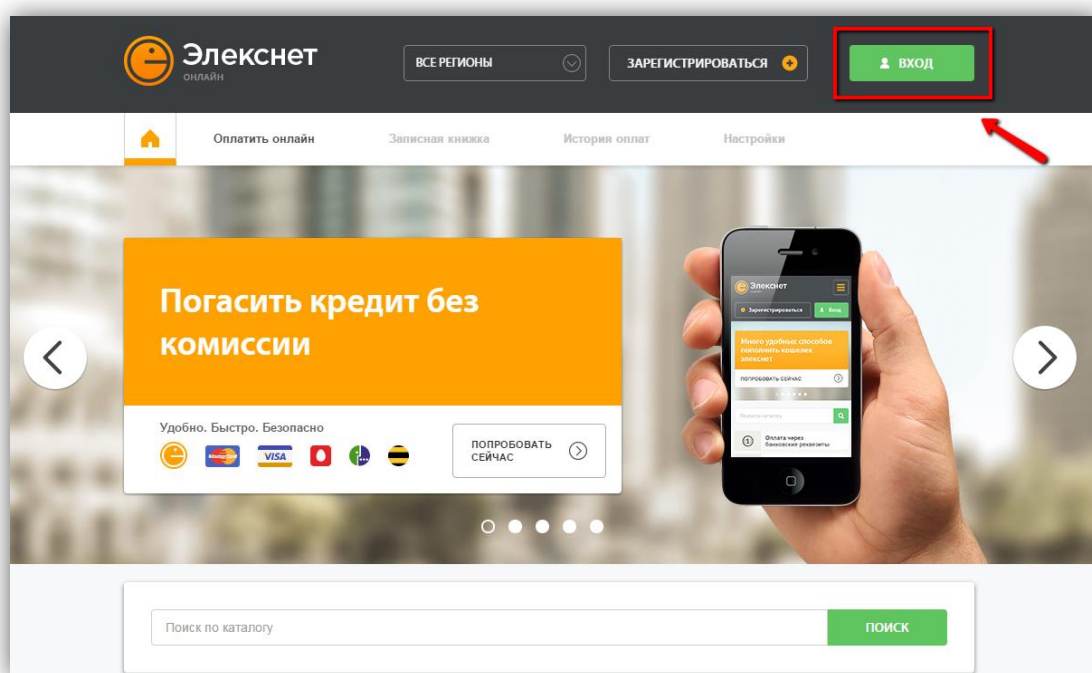 Элекснет
ОНЛАЙН
ВСЕ РЕГИОНЫ
ЗАРЕГИСТРИРОВАТЬСЯ
ВХОД
Оплатить онлайн
Записная книжка
История оплат
Настройки
Погасить кредит без
комиссии
Удобно. Быстро. Безопасно
MasterCard
VISA
ПОПРОБОВАТЬ
СЕЙЧАС
Элекснет
Зарегистрироваться
Вход
Много удобных способов
пополнить кошелек
элекснет
ПОПРОБОВАТЬ СЕЙЧАС
Оплата через
банковские реквизиты
Поиск по каталогу
ПОИСК